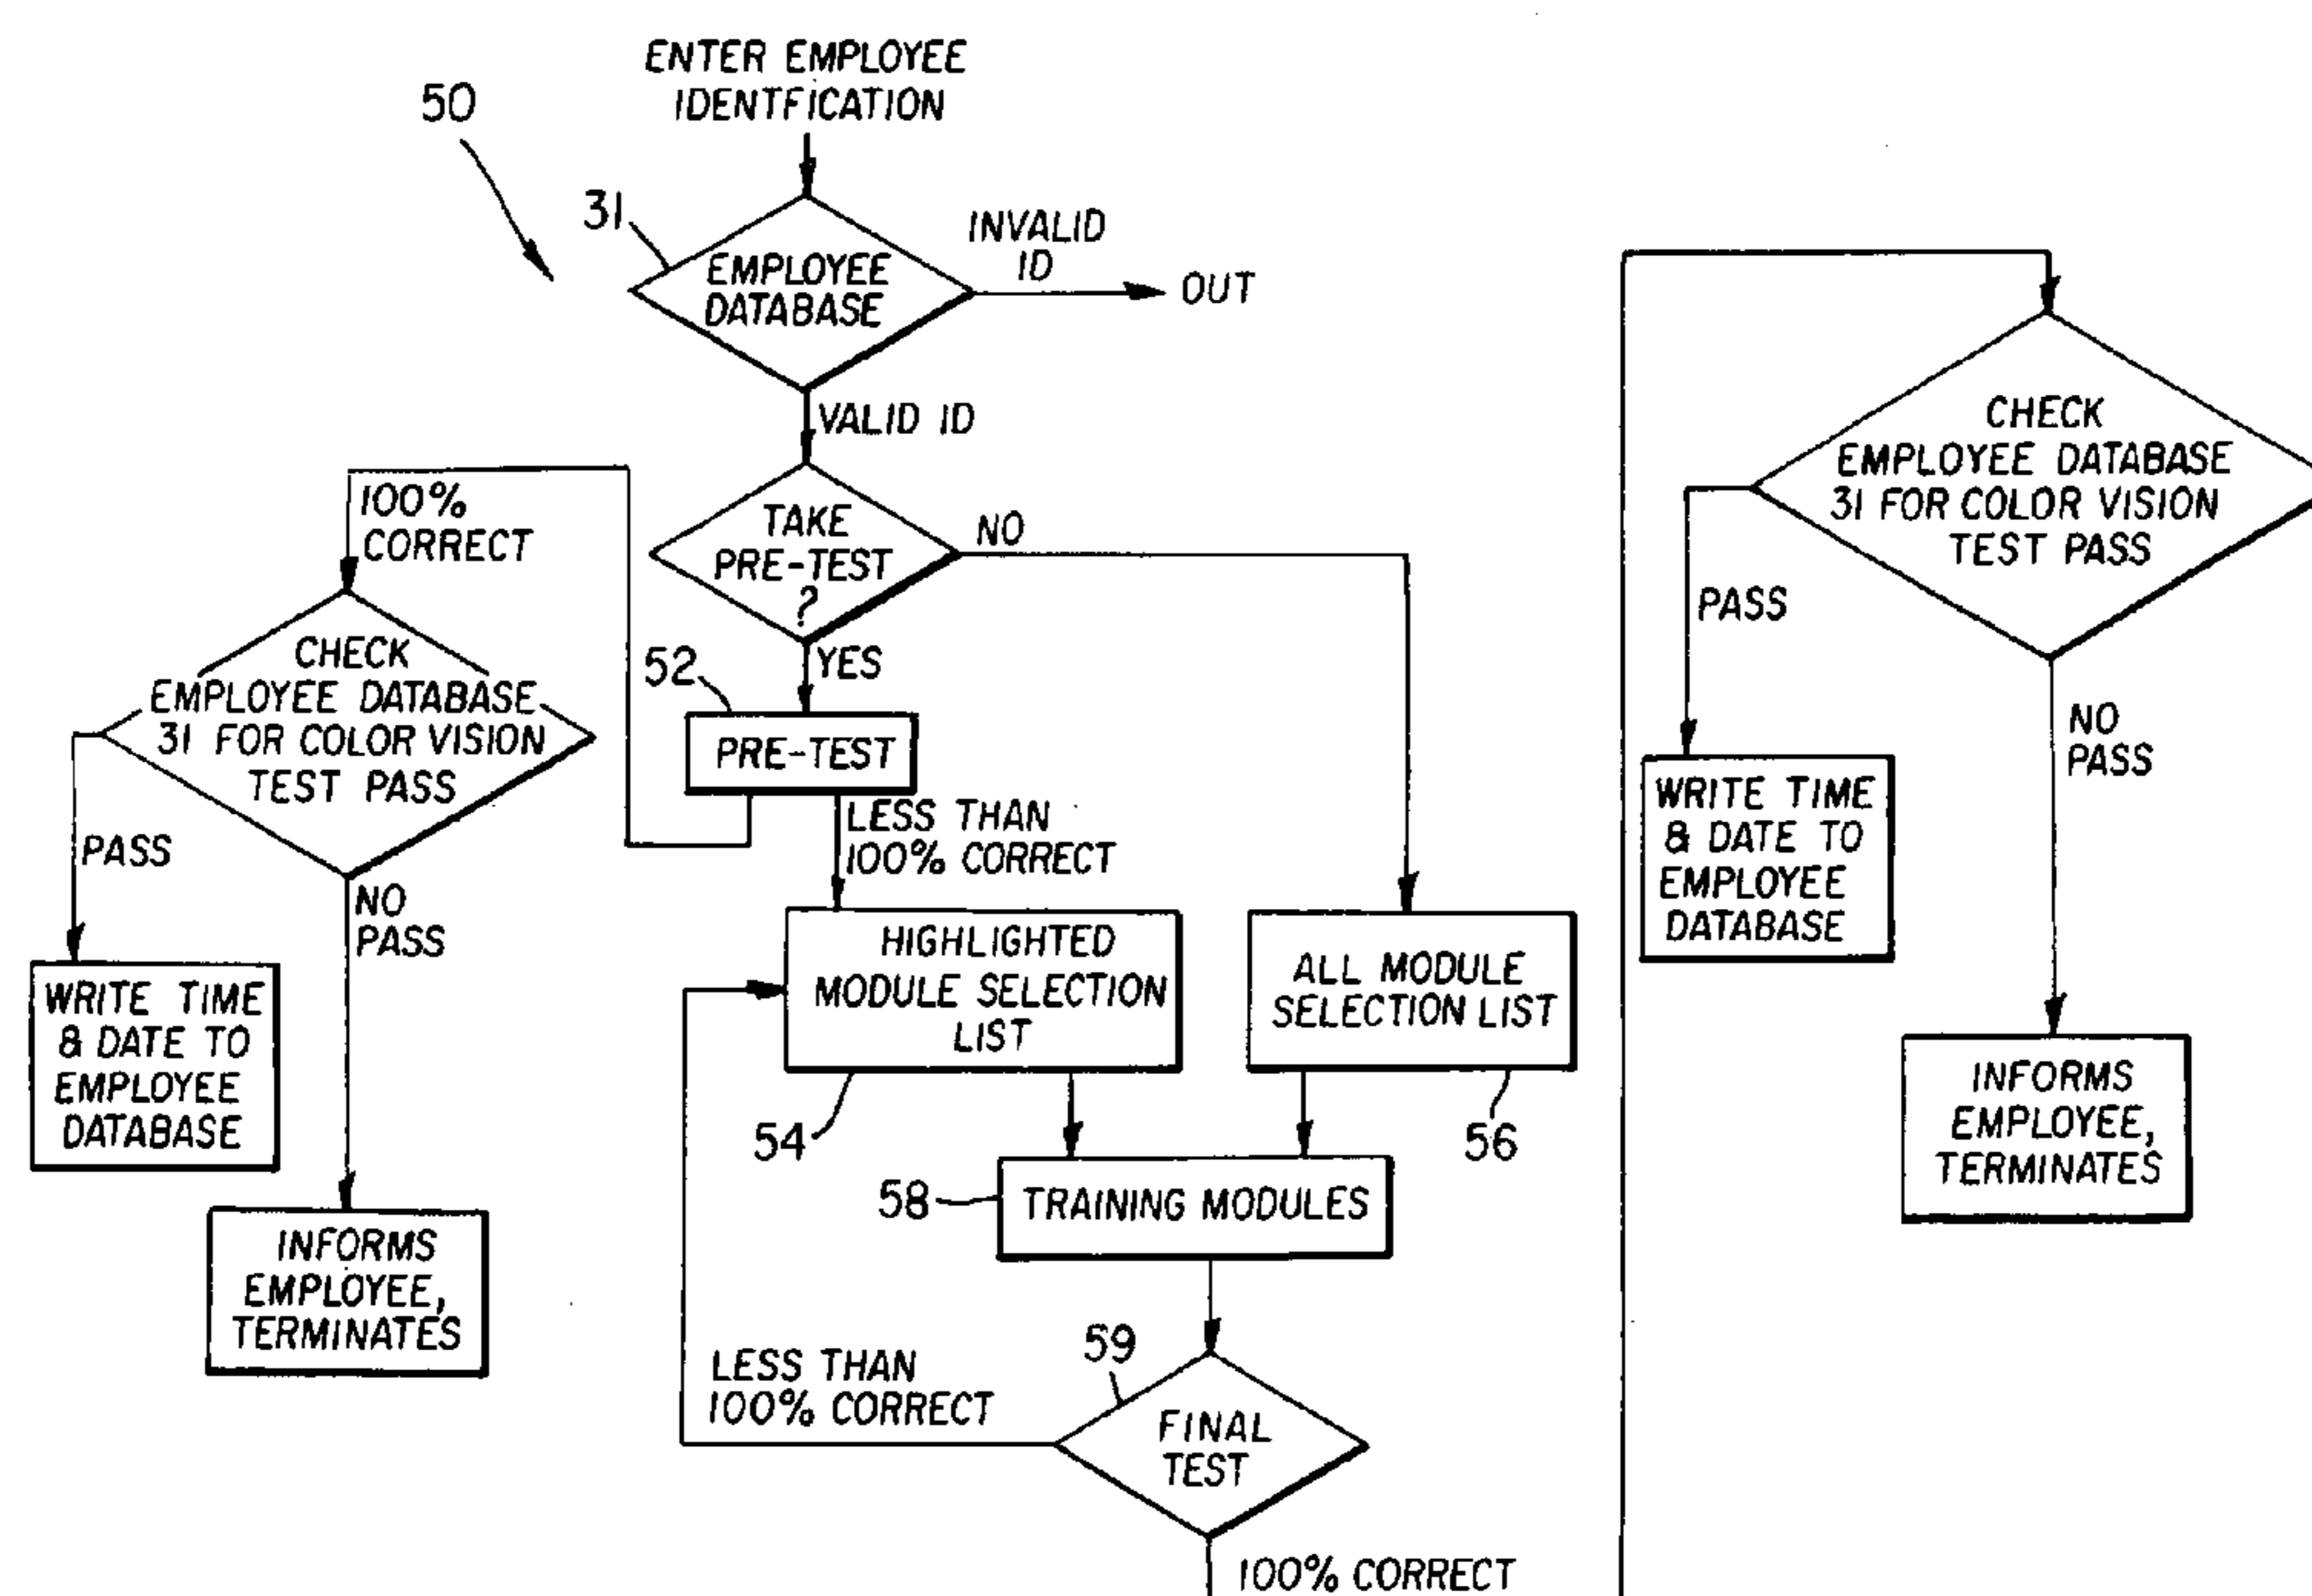 ENTER EMPLOYEE
IDENTFICATION
50
31
EMPLOYEE
DATABASE
INVALID
ID
OUT
VALID ID
TAKE
PRE-TEST
?
NO
YES
52
PRE-TEST
100%
CORRECT
CHECK
EMPLOYEE DATABASE
31 FOR COLOR VISION
TEST PASS
PASS
NO
PASS
WRITE TIME
& DATE TO
EMPLOYEE
DATABASE
INFORMS
EMPLOYEE,
TERMINATES
LESS THAN
100% CORRECT
HIGHLIGHTED
MODULE SELECTION
LIST
54
ALL MODULE
SELECTION LIST
56
58
TRAINING MODULES
59
FINAL
TEST
LESS THAN
100% CORRECT
100% CORRECT
CHECK
EMPLOYEE DATABASE
31 FOR COLOR VISION
TEST PASS
PASS
NO
PASS
WRITE TIME
& DATE TO
EMPLOYEE
DATABASE
INFORMS
EMPLOYEE,
TERMINATES